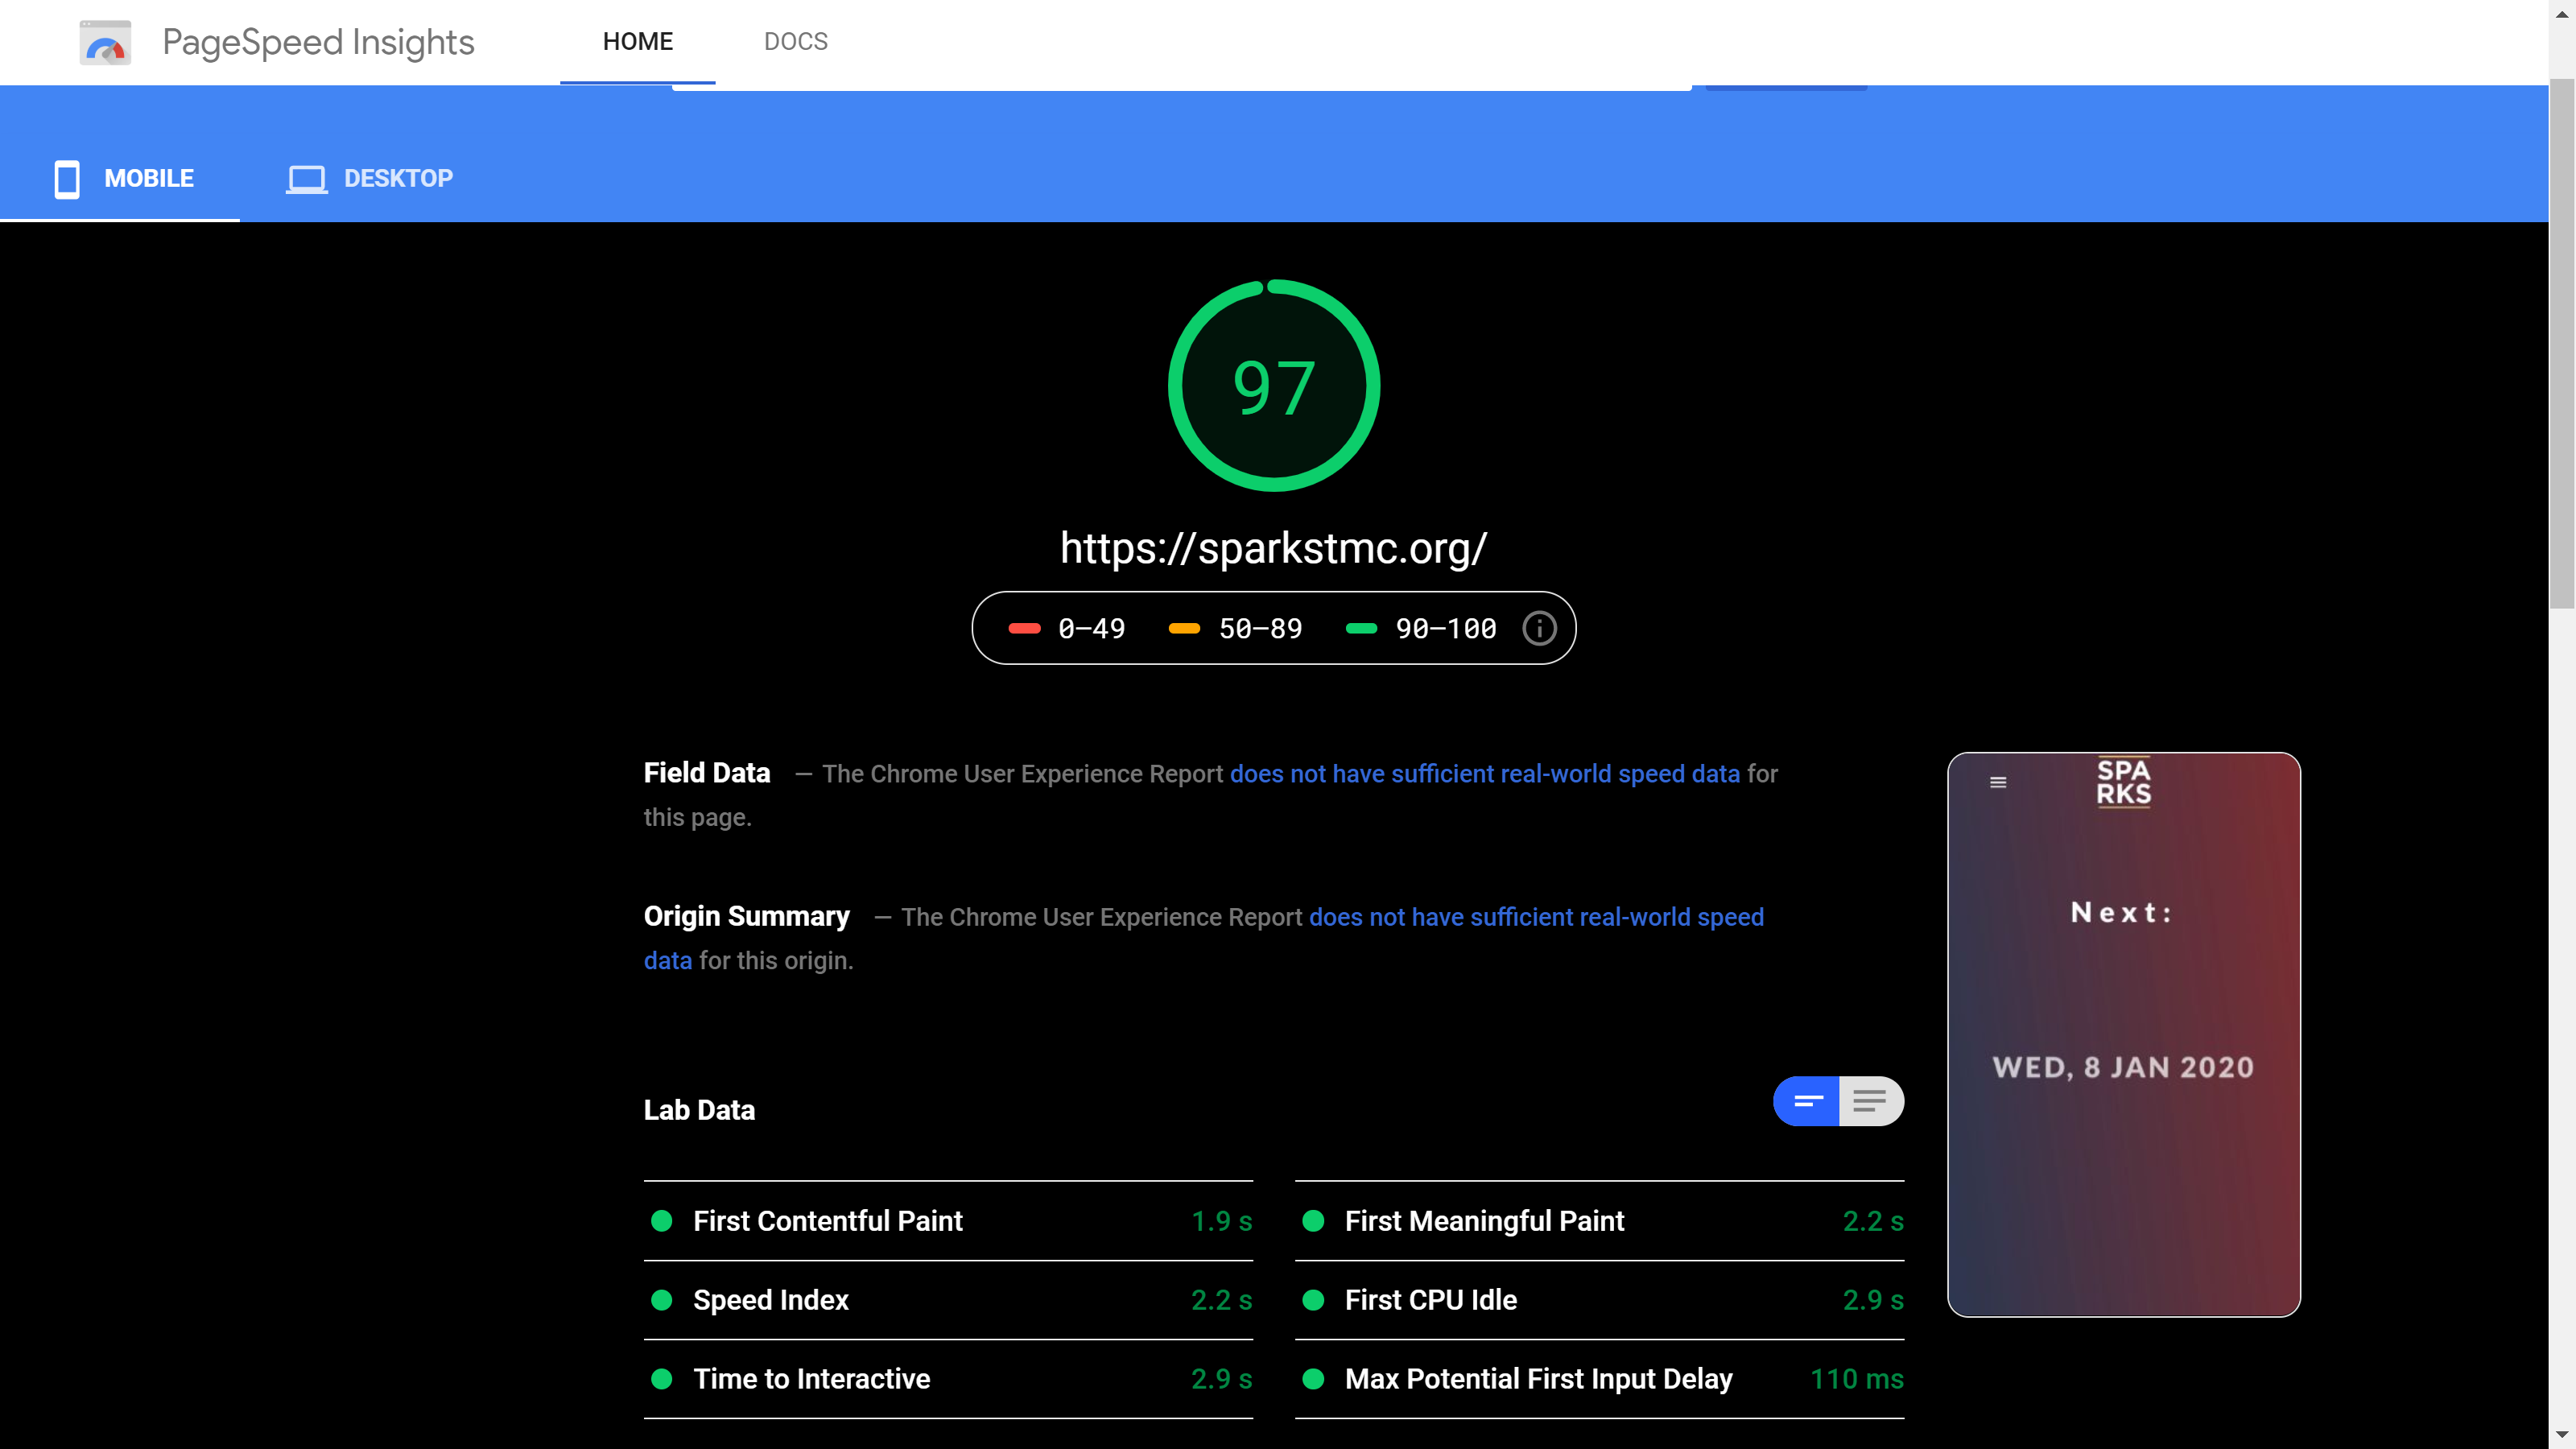 PageSpeed Insights
HOME
DOCS
MOBILE
DESKTOP
97
https://sparkstmc.org/
0–49
50–89
90–100
Field Data — The Chrome User Experience Report does not have sufficient real-world speed data for
this page.
Origin Summary — The Chrome User Experience Report does not have sufficient real-world speed
data for this origin.
SPA
RKS
Next:
WED, 8 JAN 2020
Lab Data
First Contentful Paint 1.9 s
First Meaningful Paint 2.2 s
Speed Index 2.2 s
First CPU Idle 2.9 s
Time to Interactive 2.9 s
Max Potential First Input Delay 110 ms